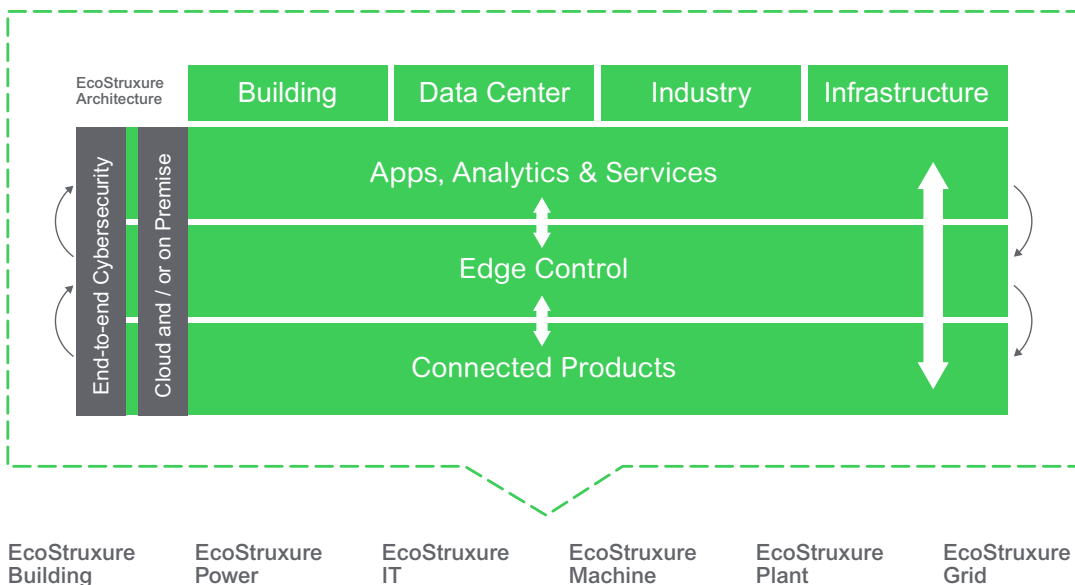 EcoStruxure
Architecture
Building
Data Center
Industry
Infrastructure
End-to-end Cybersecurity
Cloud and / or on Premise
Apps, Analytics & Services
Edge Control
Connected Products
EcoStruxure
Building
EcoStruxure
Power
EcoStruxure
IT
EcoStruxure
Machine
EcoStruxure
Plant
EcoStruxure
Grid